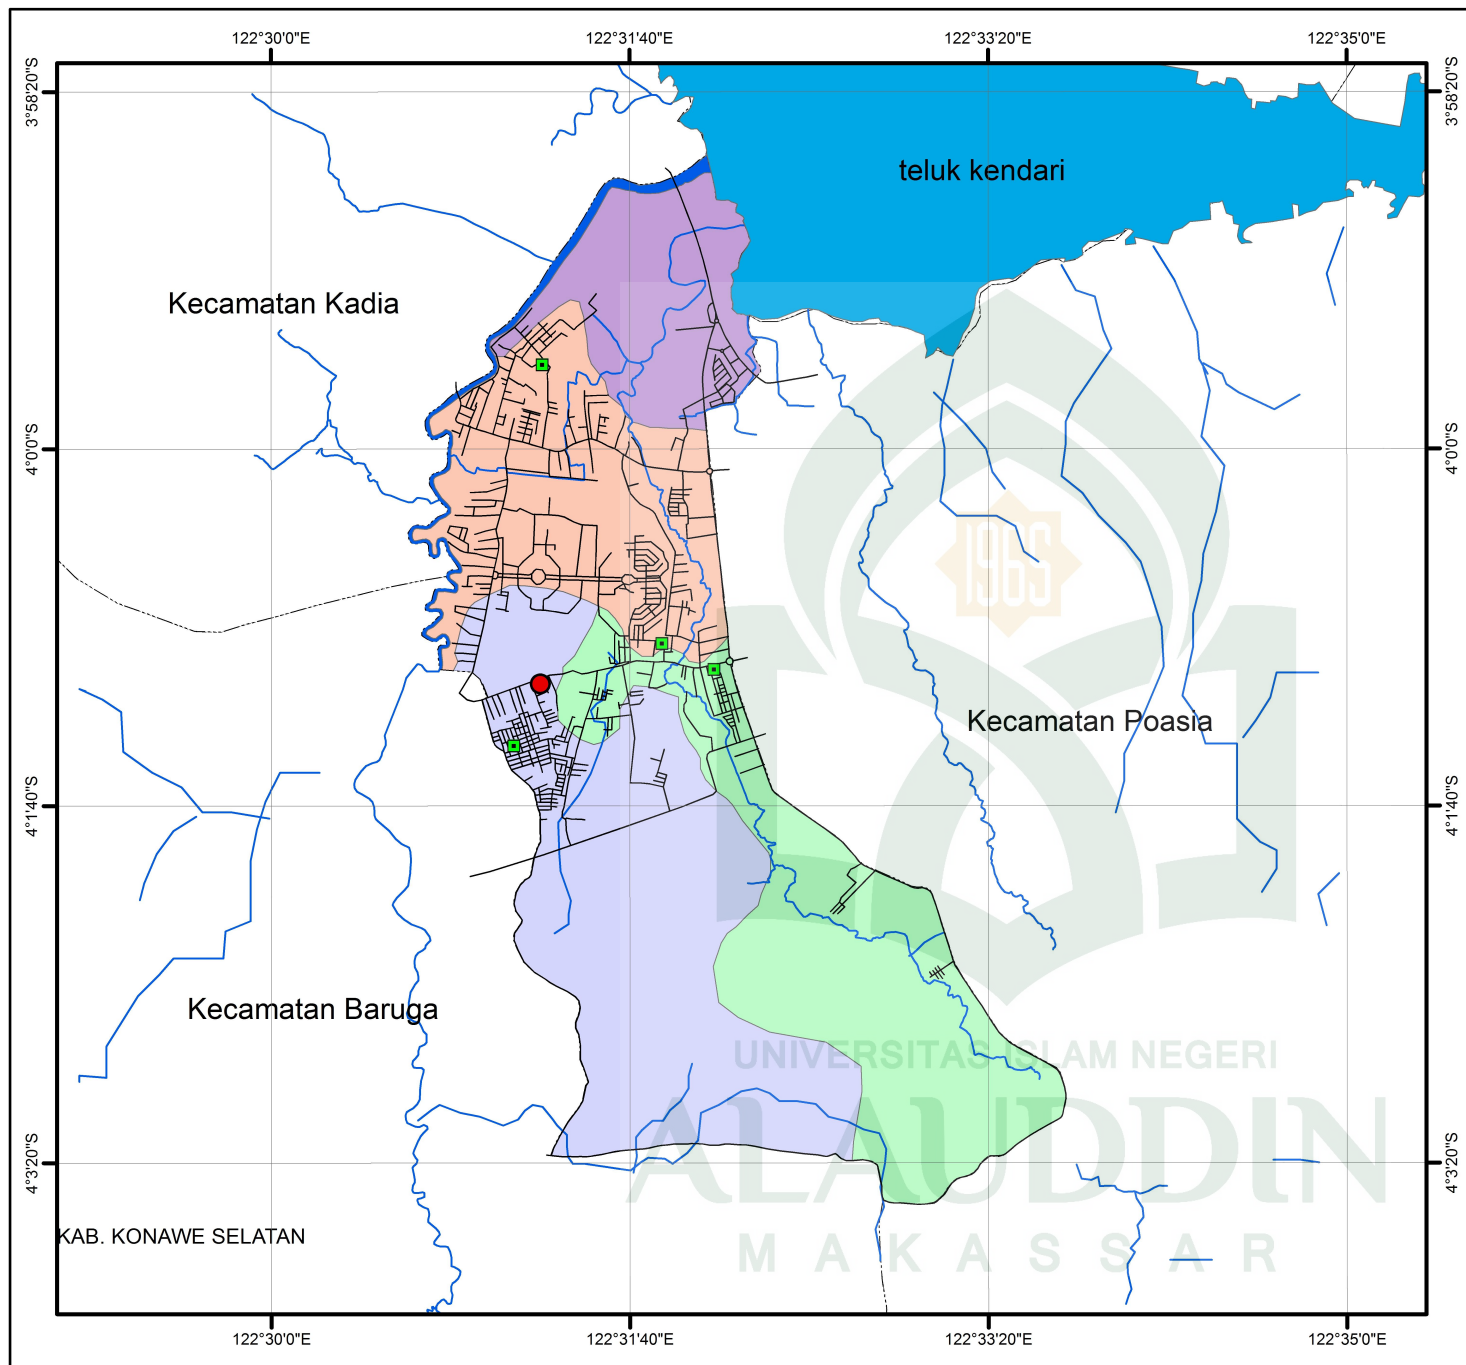 122°30'0"E 122°31'40"E 122°33'20"E 122°35'0"E
3°58'20"S 3°58'20"S
teluk kendari
Kecamatan Kadia
4°0'0"S 4°0'0"S
1965
Kecamatan Poasia
4°1'40"S 4°1'40"S
Kecamatan Baruga
UNIVERSITAS ISLAM NEGERI
ALAUDDIN
4°3'20"S 4°3'20"S
KAB. KONAWE SELATAN
MAKASSAR
122°30'0"E 122°31'40"E 122°33'20"E 122°35'0"E